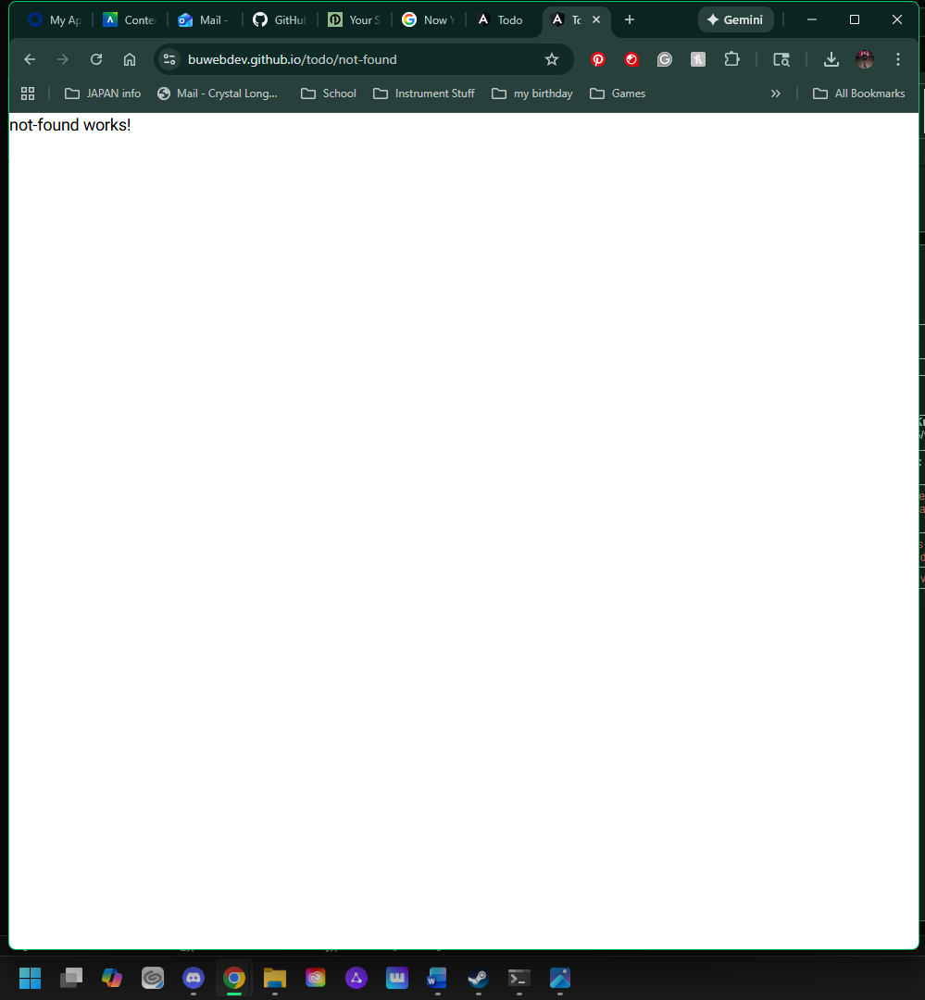 My Ap
Conte
Mail -
GitHu
Your S
Now Y
Todo
To
Gemini
buwebdev.github.io/todo/not-found
JAPAN info
Mail - Crystal Long...
School
Instrument Stuff
my birthday
Games
All Bookmarks
not-found works!